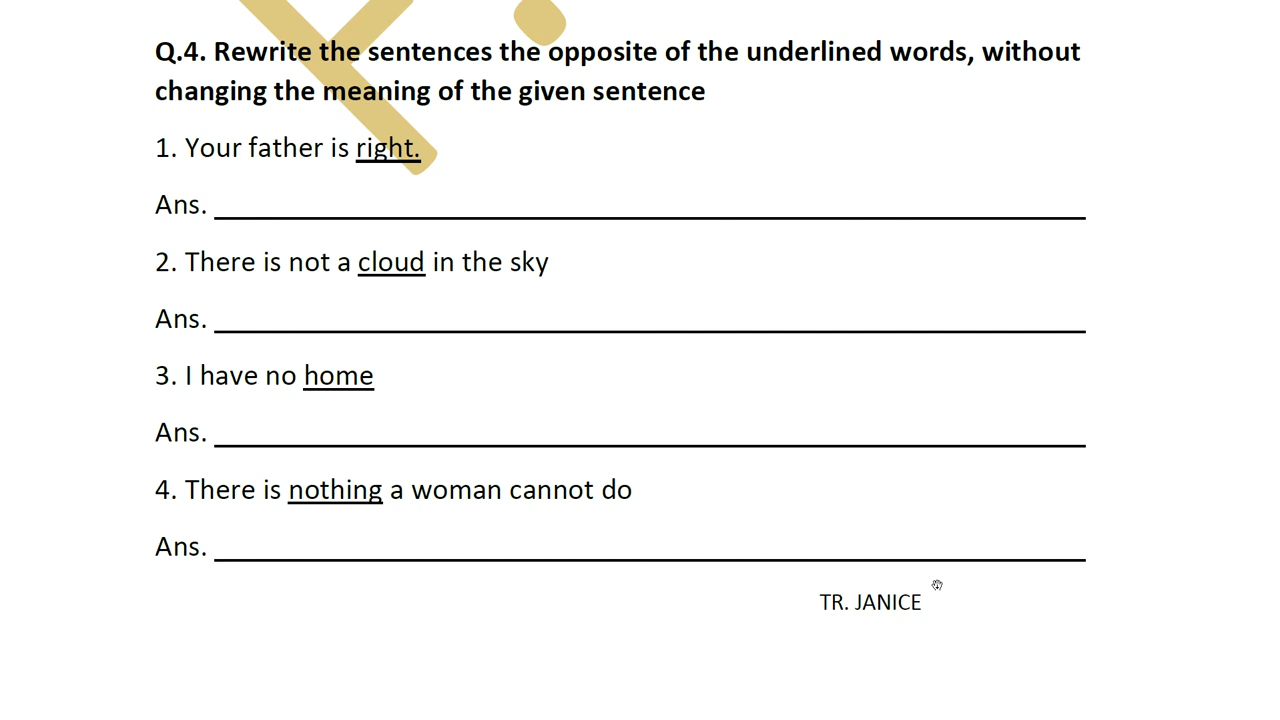 Q.4. Rewrite the sentences the opposite of the underlined words, without
changing the meaning of the given sentence
1. Your father is right.
Ans.
2. There is not a cloud in the sky
Ans.
3. I have no home
Ans.
4. There is nothing a woman cannot do
Ans.
TR. JANICE